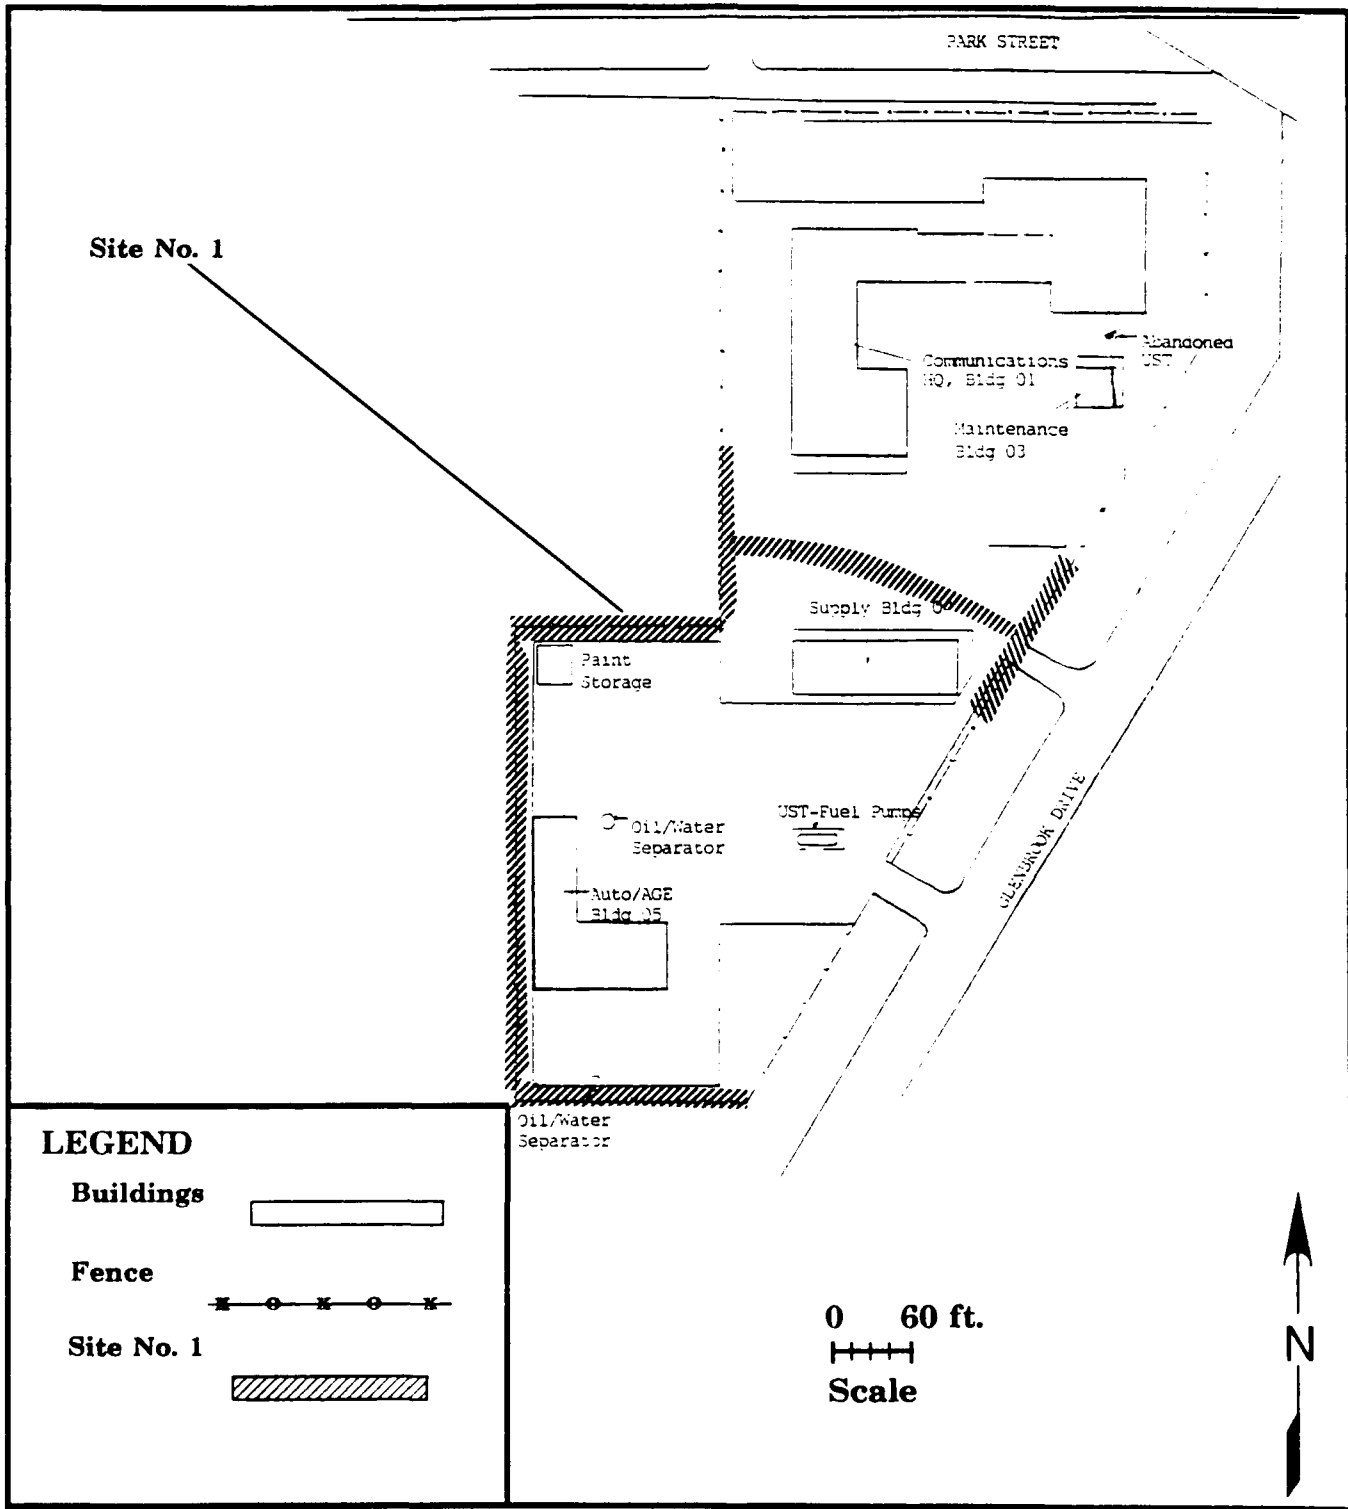 PARK STREET
Site No. 1
Abandoned
UST
Communications
HQ, Bldg 01
Maintenance
Bldg 03
Supply Bldg
Paint
Storage
UST-Fuel Pumps
Oil/Water
Separator
GLENBROOK DRIVE
Auto/AGE
Bldg 05
Oil/Water
Separator
LEGEND
Buildings
Fence
Site No. 1
0 60 ft.
Scale
N